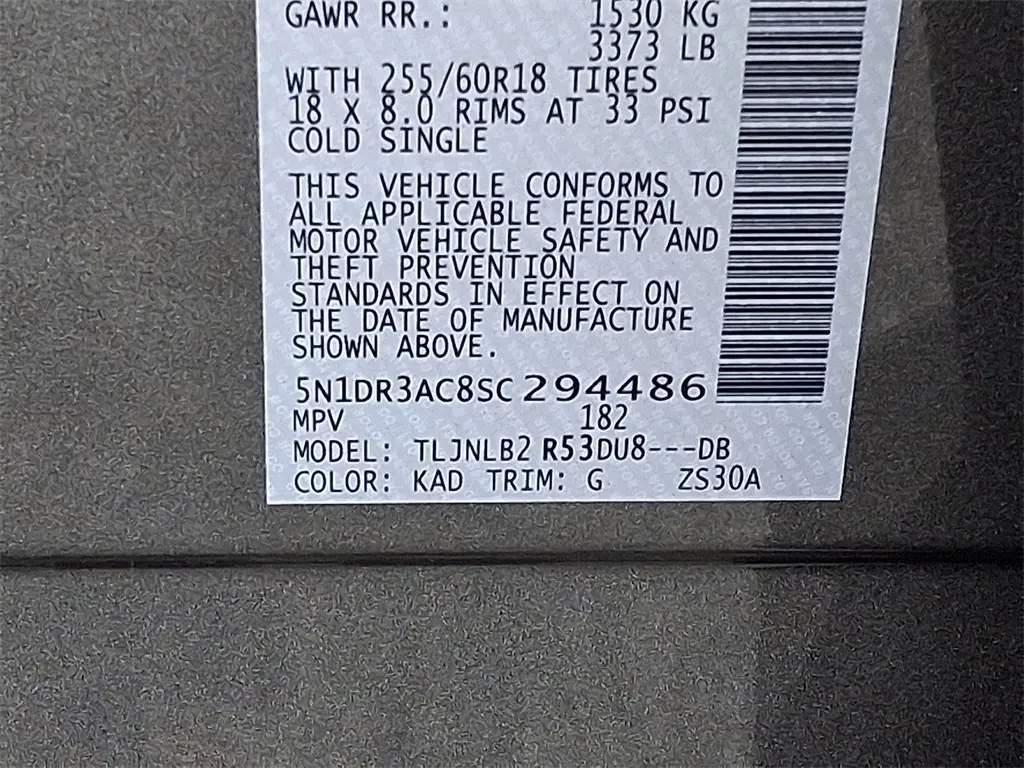 GAWR RR.: 1530 KG
3373 LB
WITH 255/60R18 TIRES
18 X 8.0 RIMS AT 33 PSI
COLD SINGLE
THIS VEHICLE CONFORMS TO
ALL APPLICABLE FEDERAL
MOTOR VEHICLE SAFETY AND
THEFT PREVENTION
STANDARDS IN EFFECT ON
THE DATE OF MANUFACTURE
SHOWN ABOVE.
5N1DR3AC8SC294486
MPV 182
MODEL: TLJNLB2 R53DU8---DB
COLOR: KAD TRIM: G ZS30A